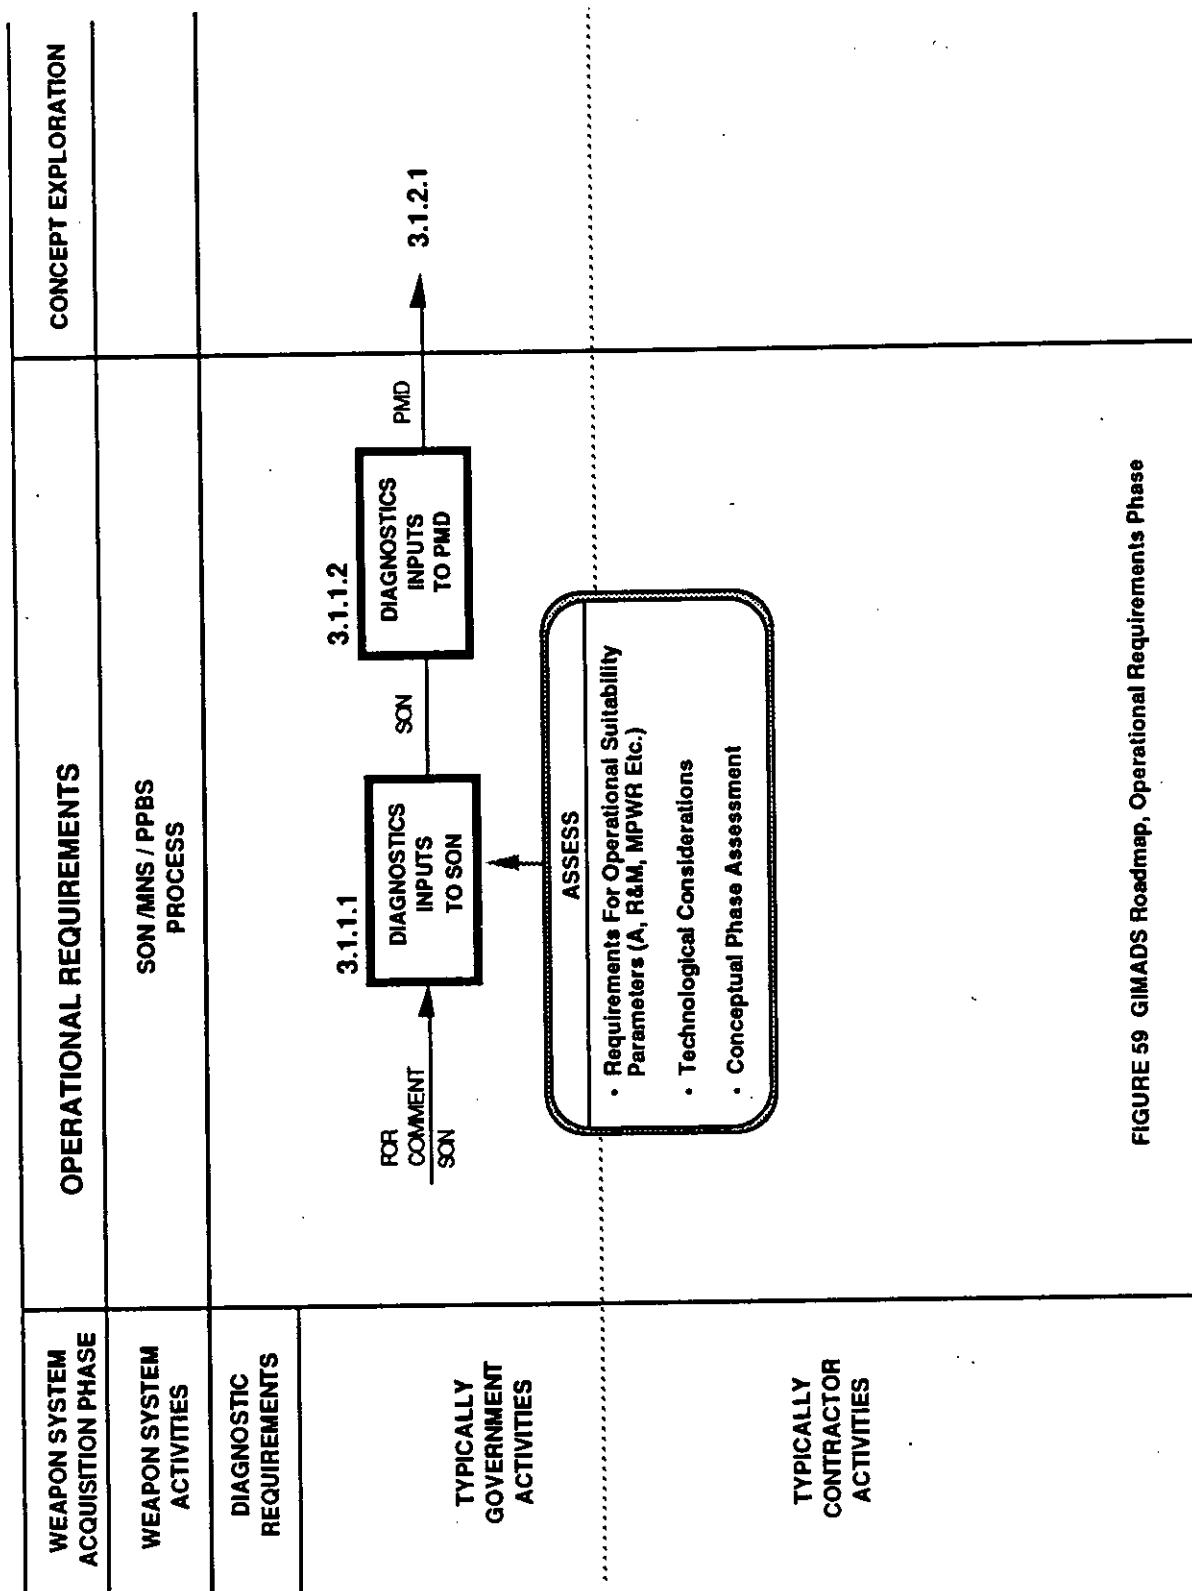 WEAPON SYSTEM
ACQUISITION PHASE
OPERATIONAL REQUIREMENTS
CONCEPT EXPLORATION
WEAPON SYSTEM
ACTIVITIES
SON /MNS / PPBS
PROCESS
DIAGNOSTIC
REQUIREMENTS
TYPICALLY
GOVERNMENT
ACTIVITIES
FOR
COMMENT
SON
3.1.1.1
DIAGNOSTICS
INPUTS
TO SON
SON
3.1.1.2
DIAGNOSTICS
INPUTS
TO PMD
PMD
3.1.2.1
ASSESS
• Requirements For Operational Suitability
Parameters (A, R&M, MPWR Etc.)
• Technological Considerations
• Conceptual Phase Assessment
TYPICALLY
CONTRACTOR
ACTIVITIES
FIGURE 59 GIMADS Roadmap, Operational Requirements Phase